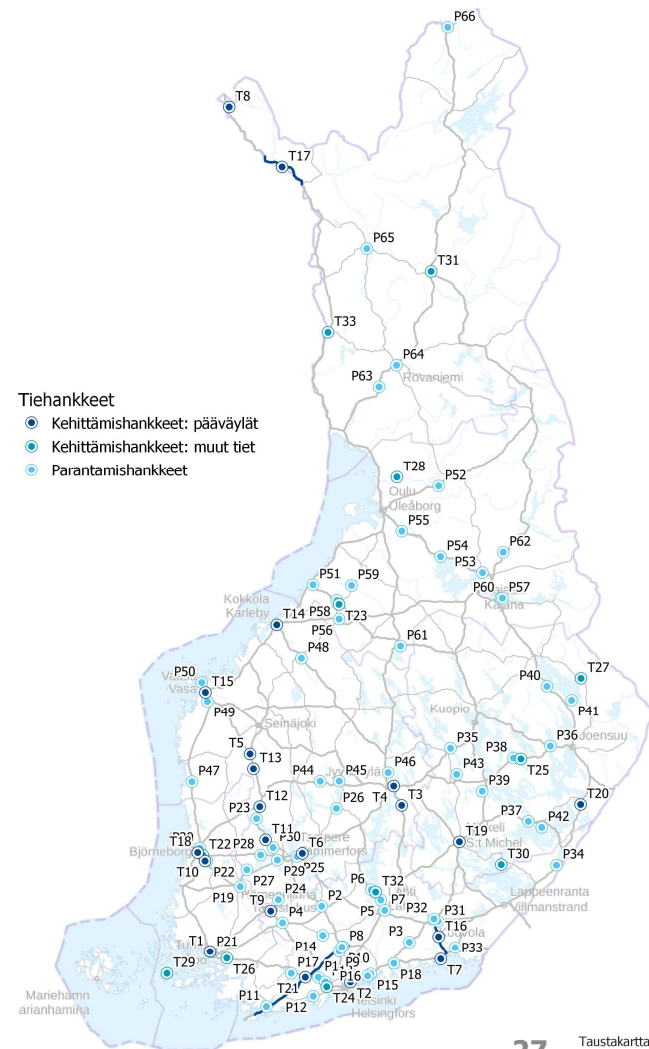 P66
T8
T17
P65
T31
T33
P64
P63
Rovaniemi
Tiehankkeet
Kehittämishankkeet: pääväylät
Kehittämishankkeet: muut tiet
Parantamishankkeet
T28
P52
Oulu
Uleåborg
P55
P54
P62
P53
P51
P59
P60
P57
Kajana
Kokkola
Karleby
P58
T23
T14
P56
P61
P48
T27
P50
T15
P40
Vasa
P41
P49
Kuopio
Seinäjoki
P35
P36
T5
P38
Joensuu
T13
P46
P45
P44
P43
T25
P47
P39
T4
T3
T12
P26
T20
P23
P37
P42
T11
T19
P30
S:t Michel
T18
T22
P28
T6
Björneborg
T30
P34
T10
P22
P29
P25
P27
P6
T32
P7
Lappeenranta
P19
P24
P2
P5
P32
P31
Villmanstrand
T9
P4
T16
T1
P21
P14
P8
P3
P33
P10
P9
T29
T26
P17
P18
T7
P16
T21
P15
P11
P12
T24
T2
Helsinki
Helsingfors
Mariehamn
arianhamina
27
Taustakartta